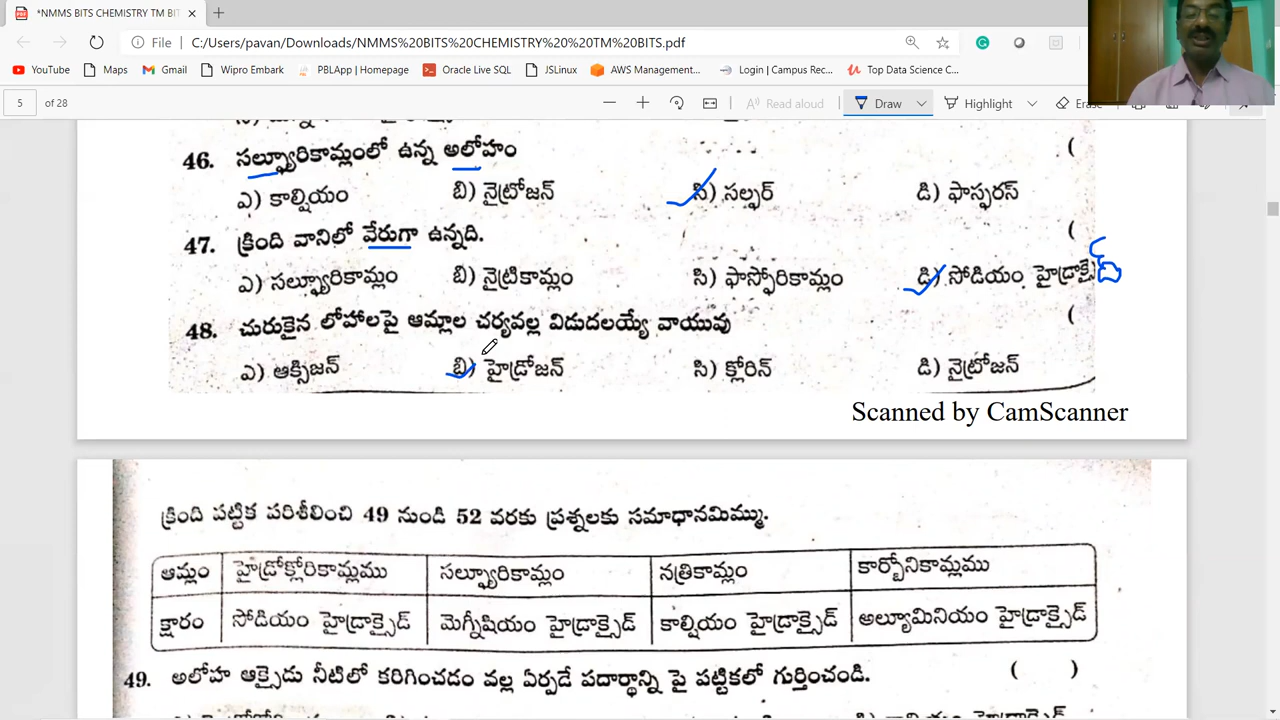 *NMMS BITS CHEMISTRY TM BIT
File C:/Users/pavan/Downloads/NMMS%20BITS%20CHEMISTRY%20%20TM%20BITS.pdf
YouTube Maps Gmail Wipro Embark PBLApp | Homepage Oracle Live SQL JSLinux AWS Management... Login | Campus Rec... Top Data Science C...
5 of 28 Read aloud Draw Highlight Erase
46. సల్ఫ్యూరికామ్లంలో ఉన్న అలోహం (
ఎ) కాల్షియం బి) నైట్రోజన్ సి) సల్ఫర్ డి) ఫాస్ఫరస్
47. క్రింది వానిలో వేరుగా ఉన్నది. (
ఎ) సల్ఫ్యూరికామ్లం బి) నైట్రికామ్లం సి) ఫాస్ఫోరికామ్లం డి) సోడియం హైడ్రాక్సైడ్
48. చురుకైన లోహాలపై ఆమ్లాల చర్యవల్ల విడుదలయ్యే వాయువు (
ఎ) ఆక్సిజన్ బి) హైడ్రోజన్ సి) క్లోరిన్ డి) నైట్రోజన్
Scanned by CamScanner
క్రింది పట్టిక పరిశీలించి 49 నుండి 52 వరకు ప్రశ్నలకు సమాధానమిమ్ము.
ఆమ్లం హైడ్రోక్లోరికామ్లము సల్ఫ్యూరికామ్లం నత్రికామ్లం కార్బోనికామ్లము
క్షారం సోడియం హైడ్రాక్సైడ్ మెగ్నీషియం హైడ్రాక్సైడ్ కాల్షియం హైడ్రాక్సైడ్ అల్యూమినియం హైడ్రాక్సైడ్
49. అలోహ ఆక్సైడు నీటిలో కరిగించడం వల్ల ఏర్పడే పదార్థాన్ని పై పట్టికలో గుర్తించండి. ( )